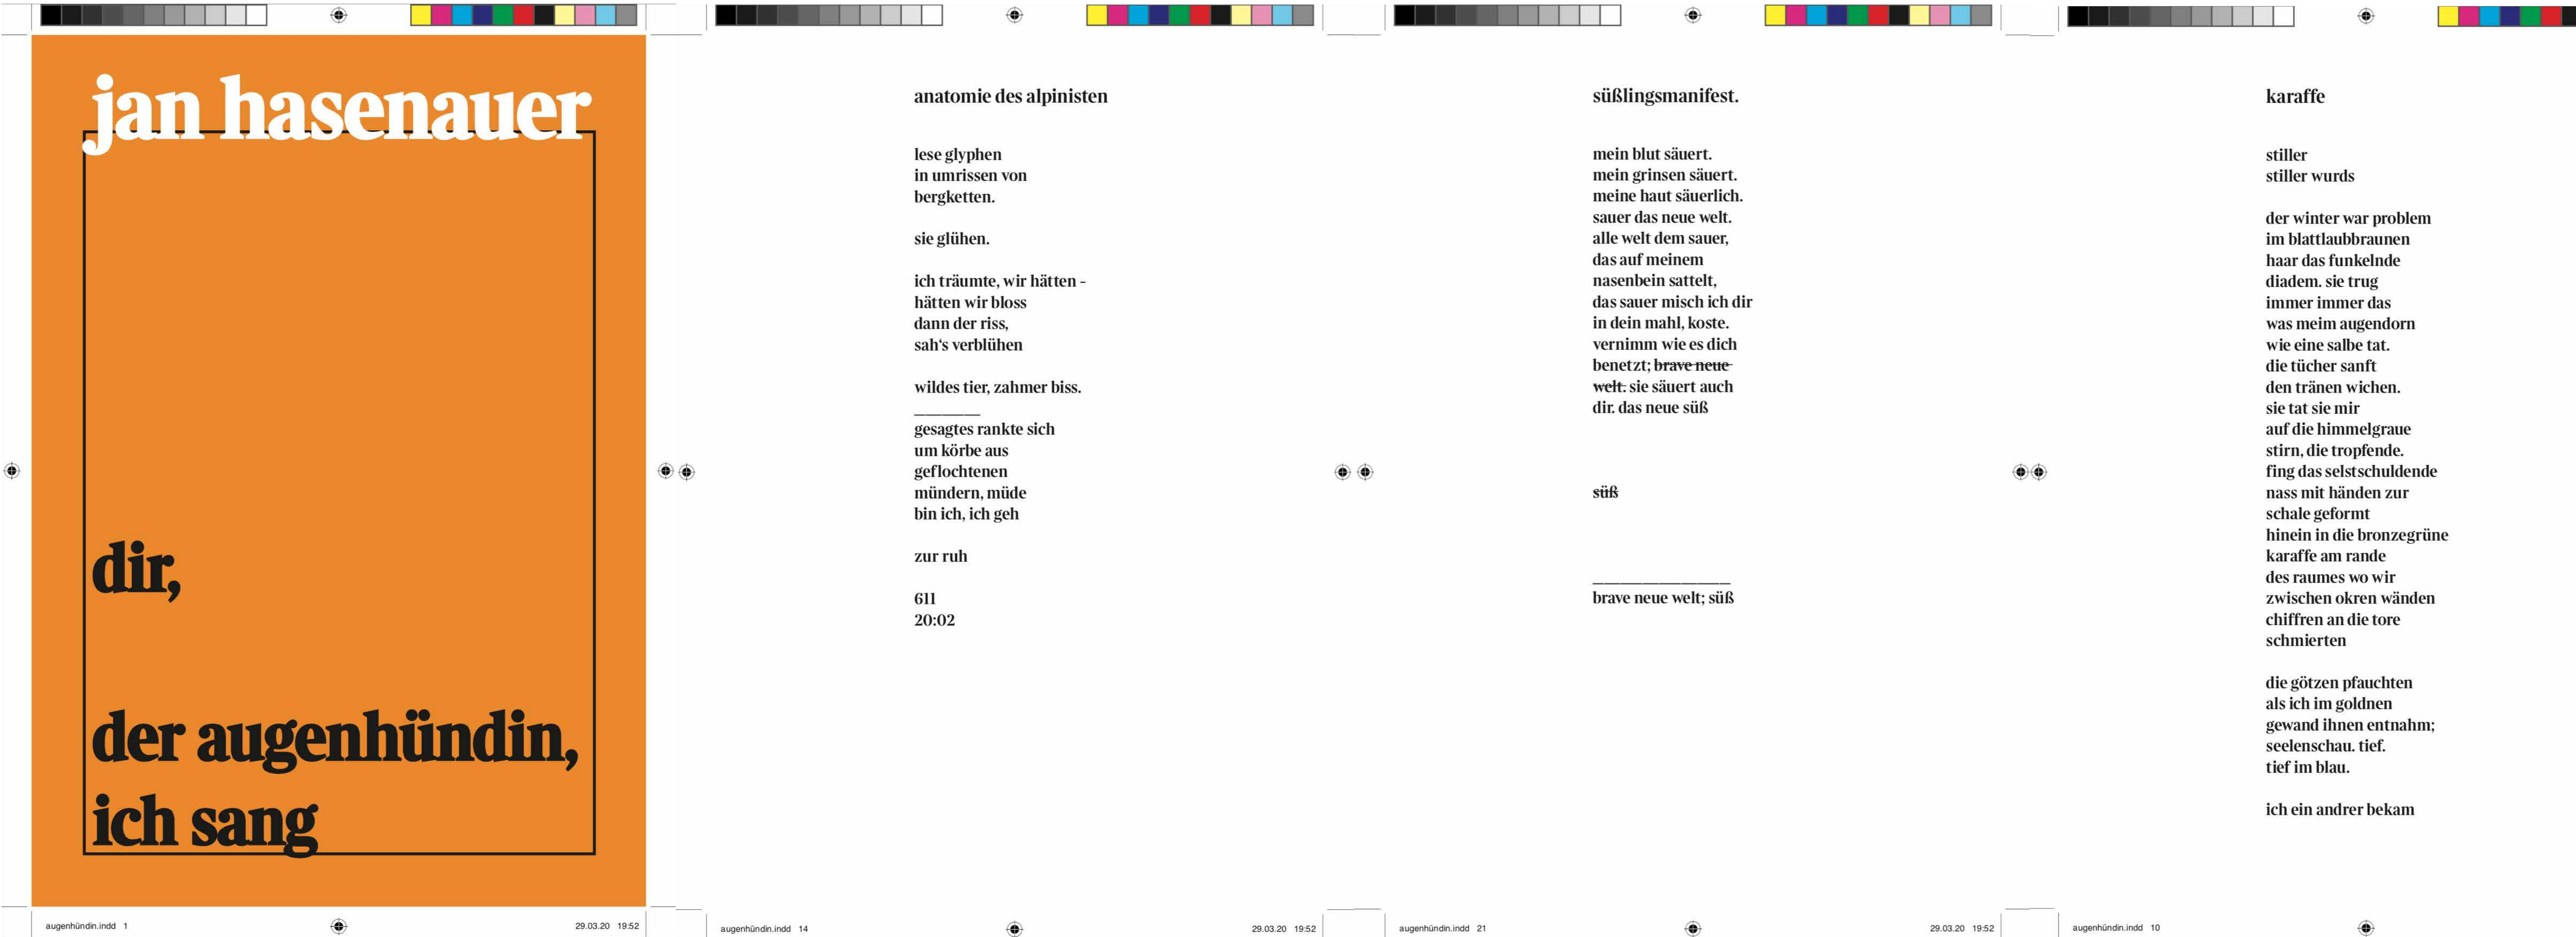 jan hasenauer
dir,
der augenhündin,
ich sang
augenhündin.indd 1
29.03.20 19:52
anatomie des alpinisten
lese glyphen
in umrissen von
bergketten.
sie glühen.
ich träumte, wir hätten -
hätten wir bloss
dann der riss,
sah‘s verblühen
wildes tier, zahmer biss.
gesagtes rankte sich
um körbe aus
geflochtenen
mündern, müde
bin ich, ich geh
zur ruh
611
20:02
augenhündin.indd 14
29.03.20 19:52
süßlingsmanifest.
mein blut säuert.
mein grinsen säuert.
meine haut säuerlich.
sauer das neue welt.
alle welt dem sauer,
das auf meinem
nasenbein sattelt,
das sauer misch ich dir
in dein mahl, koste.
vernimm wie es dich
benetzt; brave neue
welt. sie säuert auch
dir. das neue süß
süß
brave neue welt; süß
augenhündin.indd 21
29.03.20 19:52
karaffe
stiller
stiller wurds
der winter war problem
im blattlaubbraunen
haar das funkelnde
diadem. sie trug
immer immer das
was meim augendorn
wie eine salbe tat.
die tücher sanft
den tränen wichen.
sie tat sie mir
auf die himmelgraue
stirn, die tropfende.
fing das selstschuldende
nass mit händen zur
schale geformt
hinein in die bronzegrüne
karaffe am rande
des raumes wo wir
zwischen okren wänden
chiffren an die tore
schmierten
die götzen pfauchten
als ich im goldnen
gewand ihnen entnahm;
seelenschau. tief.
tief im blau.
ich ein andrer bekam
augenhündin.indd 10